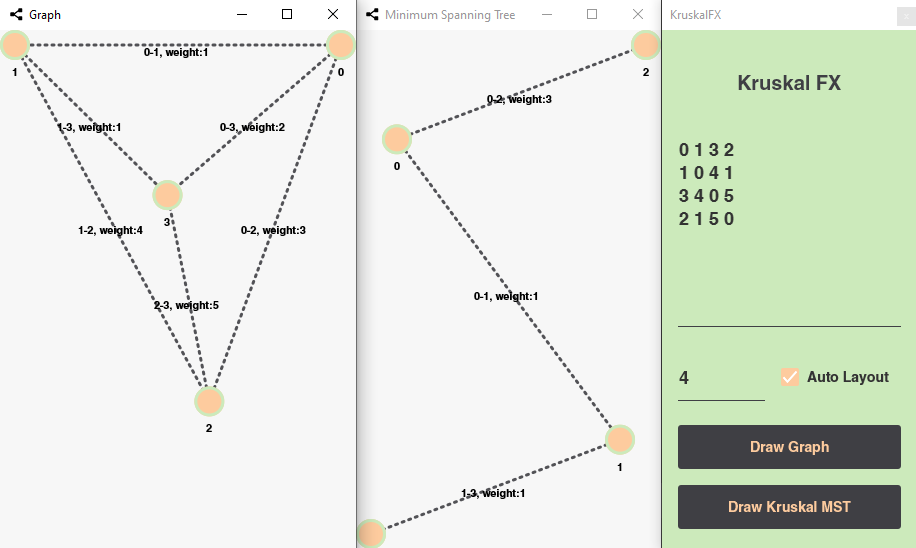 Graph
0-1, weight:1
1
0
1-3, weight:1
0-3, weight:2
3
1-2, weight:4
0-2, weight:3
2-3, weight:5
2
Minimum Spanning Tree
2
0-2, weight:3
0
0-1, weight:1
1
1-3, weight:1
KruskalFX
Kruskal FX
0 1 3 2
1 0 4 1
3 4 0 5
2 1 5 0
4
Auto Layout
Draw Graph
Draw Kruskal MST